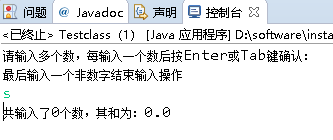 问题 @ Javadoc 声明 控制台
<已终止> Testclass (1) [Java 应用程序] D:\software\insta
请输入多个数，每输入一个数后按Enter或Tab键确认：
最后输入一个非数字结束输入操作
s
共输入了0个数，其和为：0.0